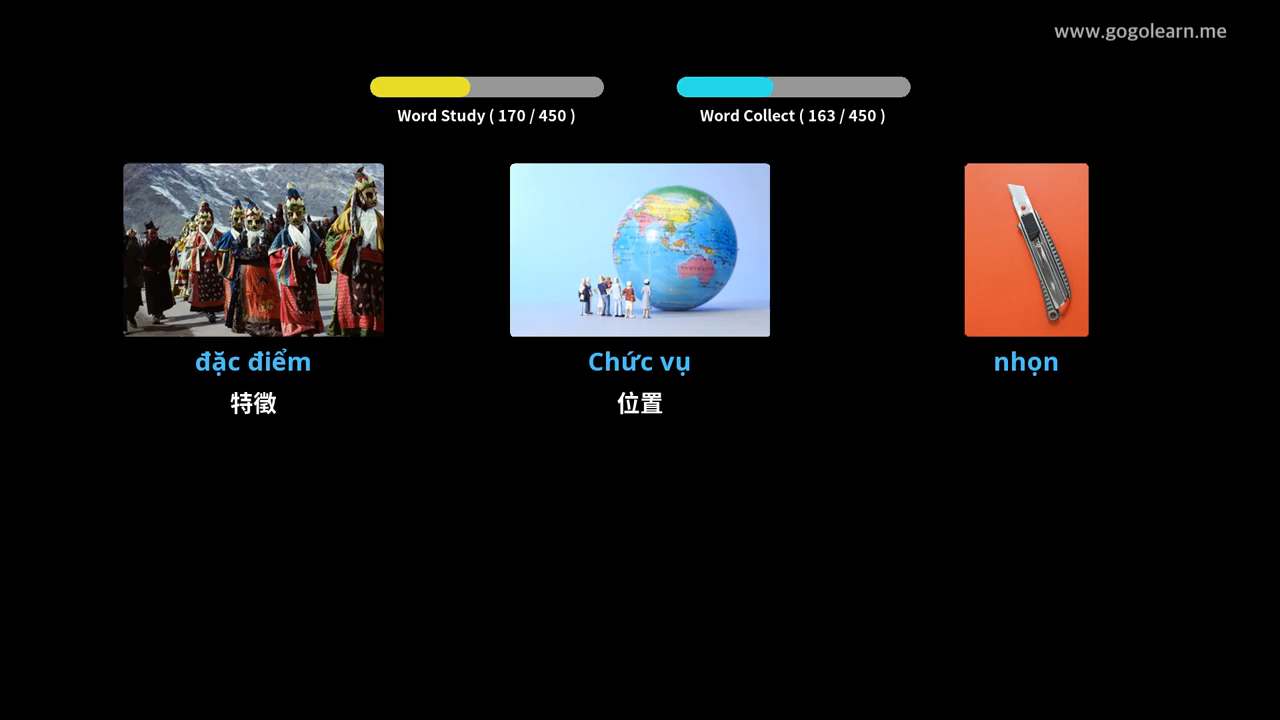 www.gogolearn.me
Word Study ( 170 / 450 )
Word Collect ( 163 / 450 )
đặc điểm
特徵
Chức vụ
位置
nhọn